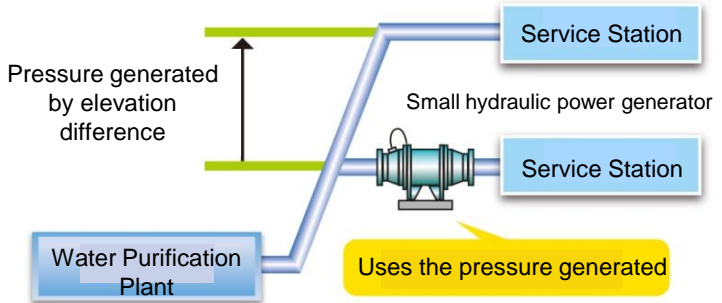 Service Station
Pressure generated
by elevation
difference
Small hydraulic power generator
Service Station
Water Purification
Plant
Uses the pressure generated